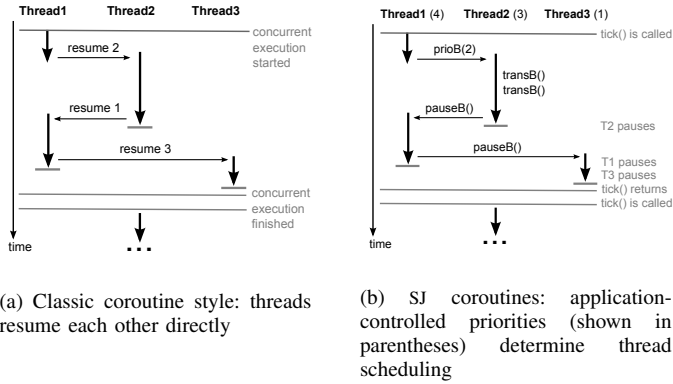 Thread1 Thread2 Thread3
concurrent
execution
started
resume 2
resume 1
resume 3
concurrent
execution
finished
time
...
(a) Classic coroutine style: threads
resume each other directly
Thread1 (4) Thread2 (3) Thread3 (1)
tick() is called
prioB(2)
transB()
transB()
pauseB()
T2 pauses
pauseB()
T1 pauses
T3 pauses
tick() returns
tick() is called
time
...
(b) SJ coroutines: application-
controlled priorities (shown in
parentheses) determine thread
scheduling